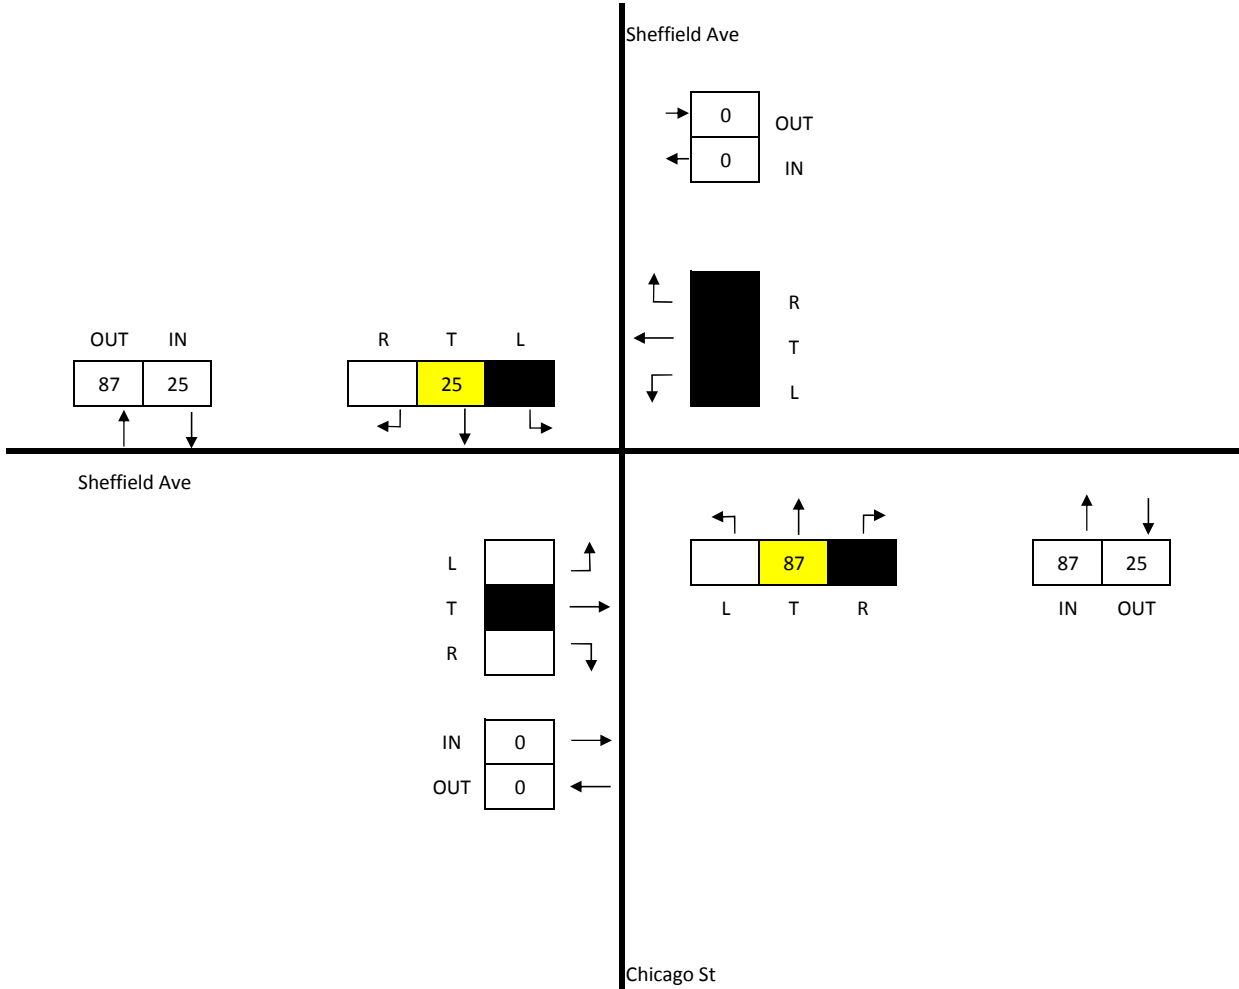 Sheffield Ave
0
OUT
0
IN
R
T
L
OUT IN
87 25
R T L
25
Sheffield Ave
L
T
R
87
L T R
87 25
IN OUT
IN
0
OUT
0
Chicago St